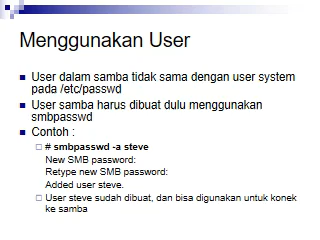 Menggunakan User
User dalam samba tidak sama dengan user system
pada /etc/passwd
User samba harus dibuat dulu menggunakan
smbpasswd
Contoh :
# smbpasswd -a steve
New SMB password:
Retype new SMB password:
Added user steve.
User steve sudah dibuat, dan bisa digunakan untuk konek
ke samba